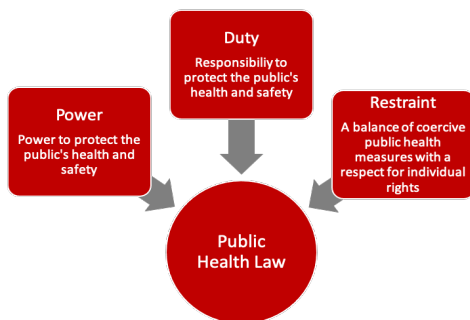 Duty
Responsibiliy to
protect the public's
health and safety
Power
Power to protect the
public's health and
safety
Restraint
A balance of coercive
public health
measures with a
respect for individual
rights
Public
Health Law